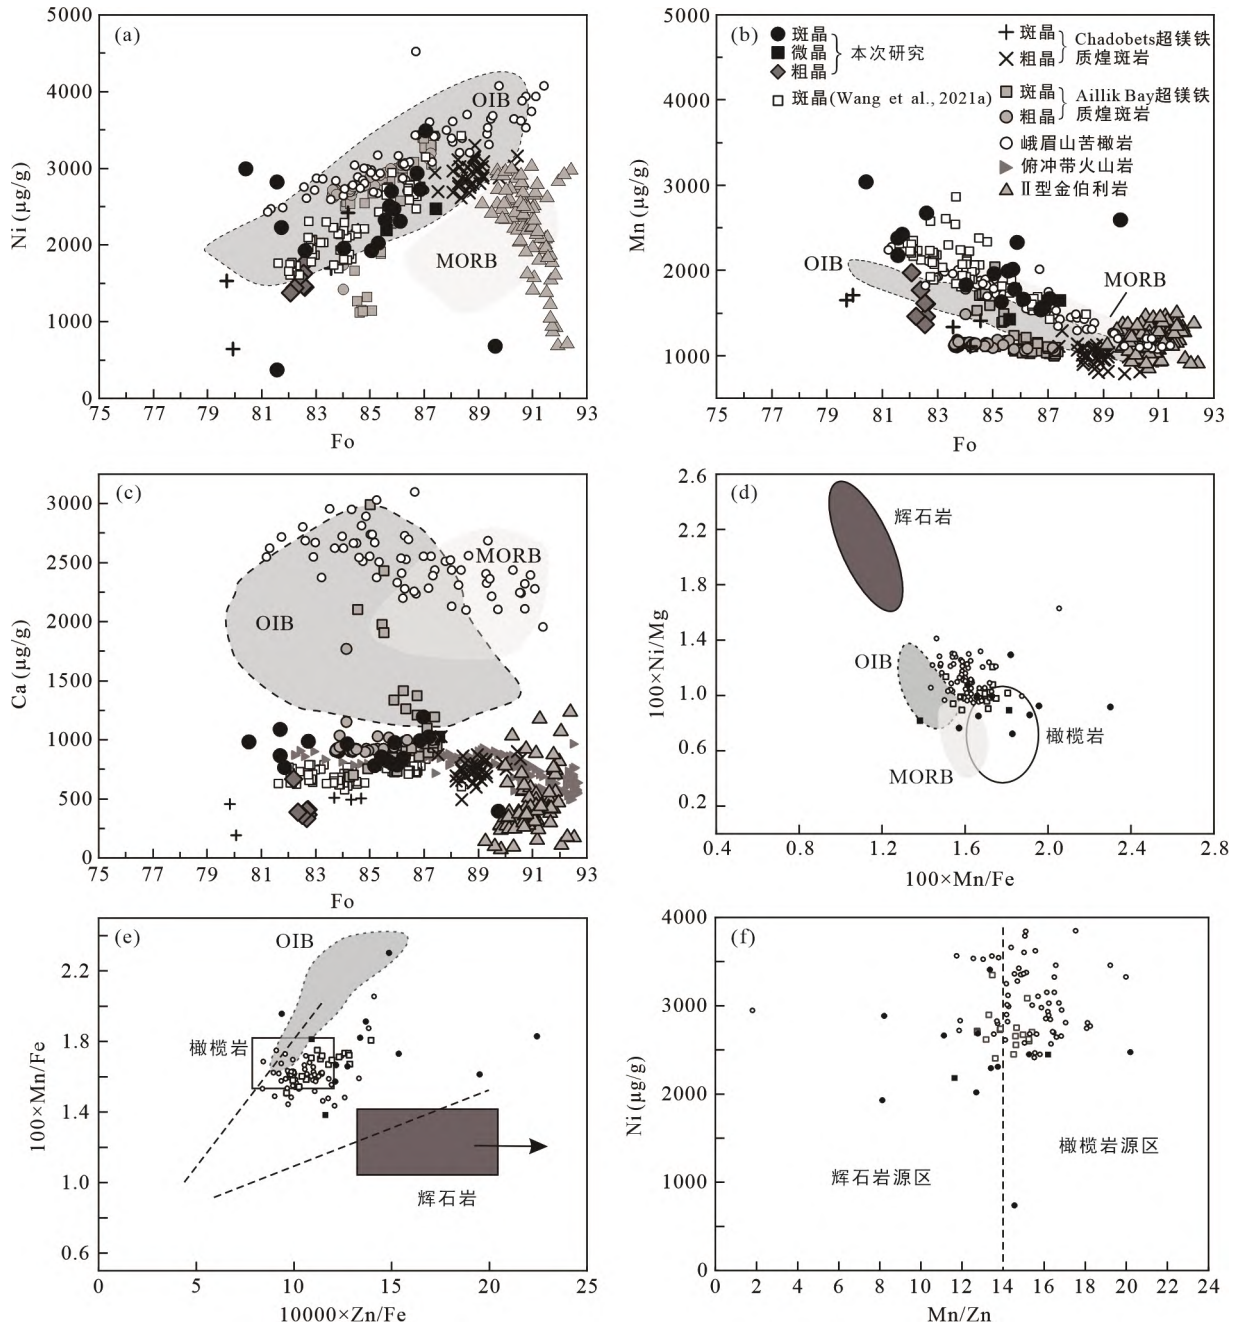 (a)
Ni (μg/g)
5000
4000
3000
2000
1000
0
OIB
MORB
75 77 79 81 83 85 87 89 91 93
Fo
(b)
斑晶
微晶
粗晶
本次研究
斑晶(Wang et al.,2021a)
斑晶
粗晶
Chadobets超镁铁
质煌斑岩
斑晶
粗晶
Aillik Bay超镁铁
质煌斑岩
峨眉山苦橄岩
俯冲带火山岩
Ⅱ型金伯利岩
Mn (μg/g)
5000
4000
3000
2000
1000
OIB
MORB
75 77 79 81 83 85 87 89 91 93
Fo
(c)
Ca (μg/g)
3000
2500
2000
1500
1000
500
0
MORB
OIB
75 77 79 81 83 85 87 89 91 93
Fo
(d)
100×Ni/Mg
2.6
2.2
1.8
1.4
1.0
0.6
0.2
辉石岩
OIB
橄榄岩
MORB
0.4 0.8 1.2 1.6 2.0 2.4 2.8
100×Mn/Fe
(e)
100×Mn/Fe
2.2
1.8
1.4
1.0
0.6
OIB
橄榄岩
辉石岩
0 5 10 15 20 25
10000×Zn/Fe
(f)
Ni (μg/g)
4000
3000
2000
1000
0
橄榄岩源区
辉石岩源区
0 2 4 6 8 10 12 14 16 18 20 22 24
Mn/Zn